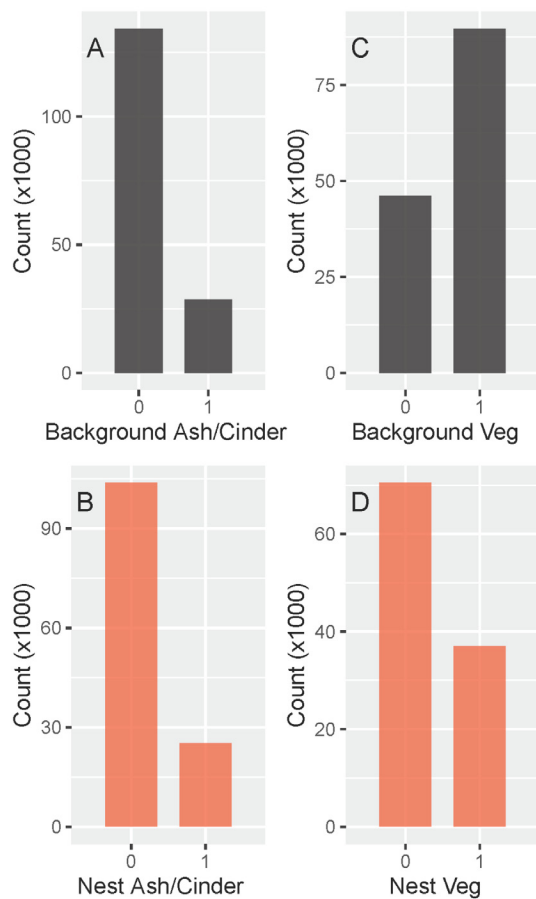 A
Count (x1000)
100
50
0
0 1
Background Ash/Cinder
C
Count (x1000)
75
50
25
0
0 1
Background Veg
B
Count (x1000)
90
60
30
0
0 1
Nest Ash/Cinder
D
Count (x1000)
60
40
20
0
0 1
Nest Veg